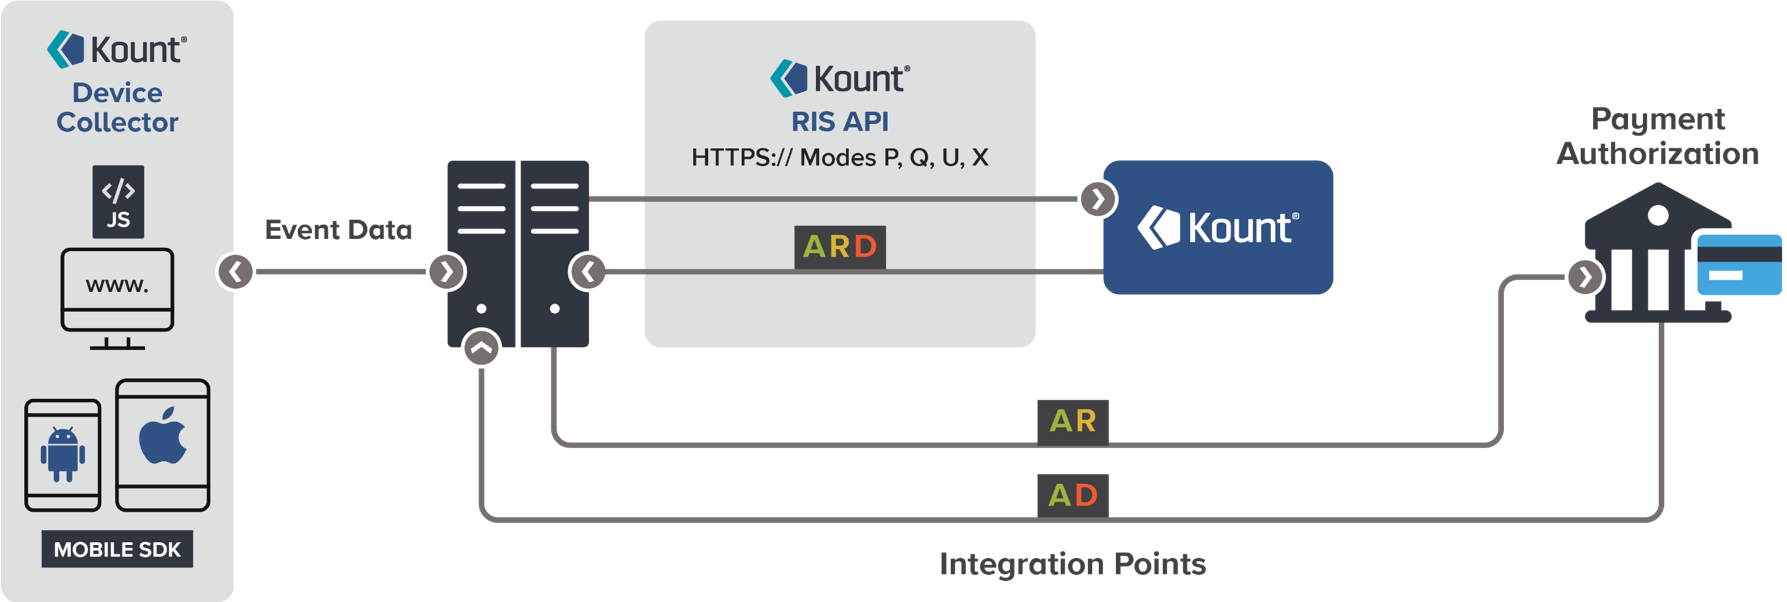 Kount®
Device
Collector
</> JS
www.
MOBILE SDK
Event Data
Kount®
RIS API
HTTPS:// Modes P, Q, U, X
ARD
Kount®
Payment
Authorization
AR
AD
Integration Points